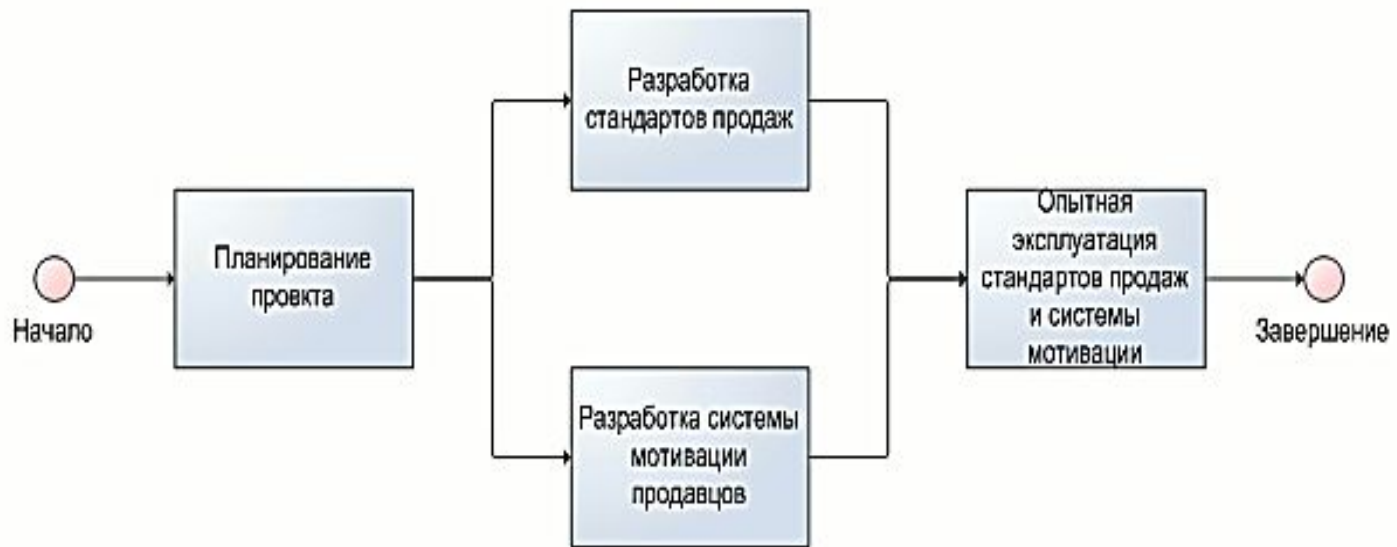 Начало
Планирование
проекта
Разработка
стандартов продаж
Разработка системы
мотивации
продавцов
Опытная
эксплуатация
стандартов продаж
и системы
мотивации
Завершение